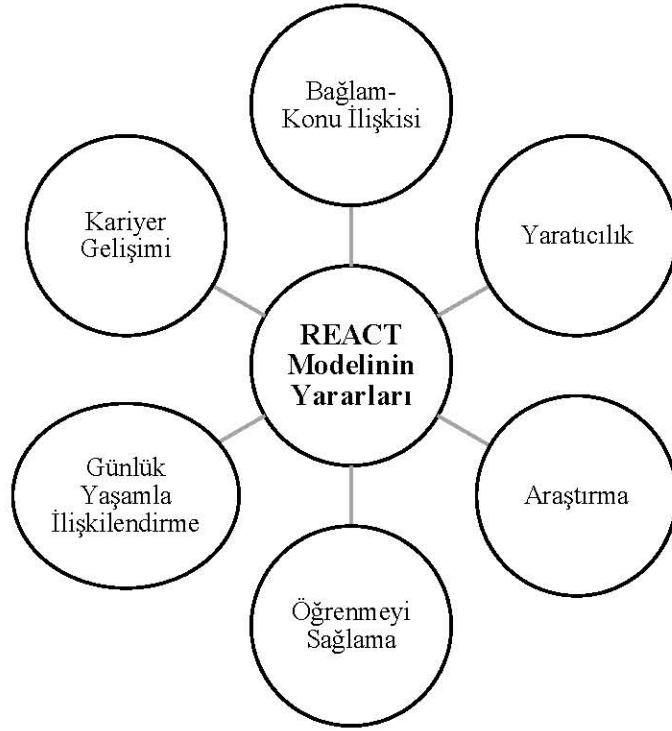 Bağlam-
Konu İlişkisi
Kariyer
Gelişimi
Yaratıcılık
REACT
Modelinin
Yararları
Günlük
Yaşamla
İlişkilendirme
Araştırma
Öğrenmeyi
Sağlama